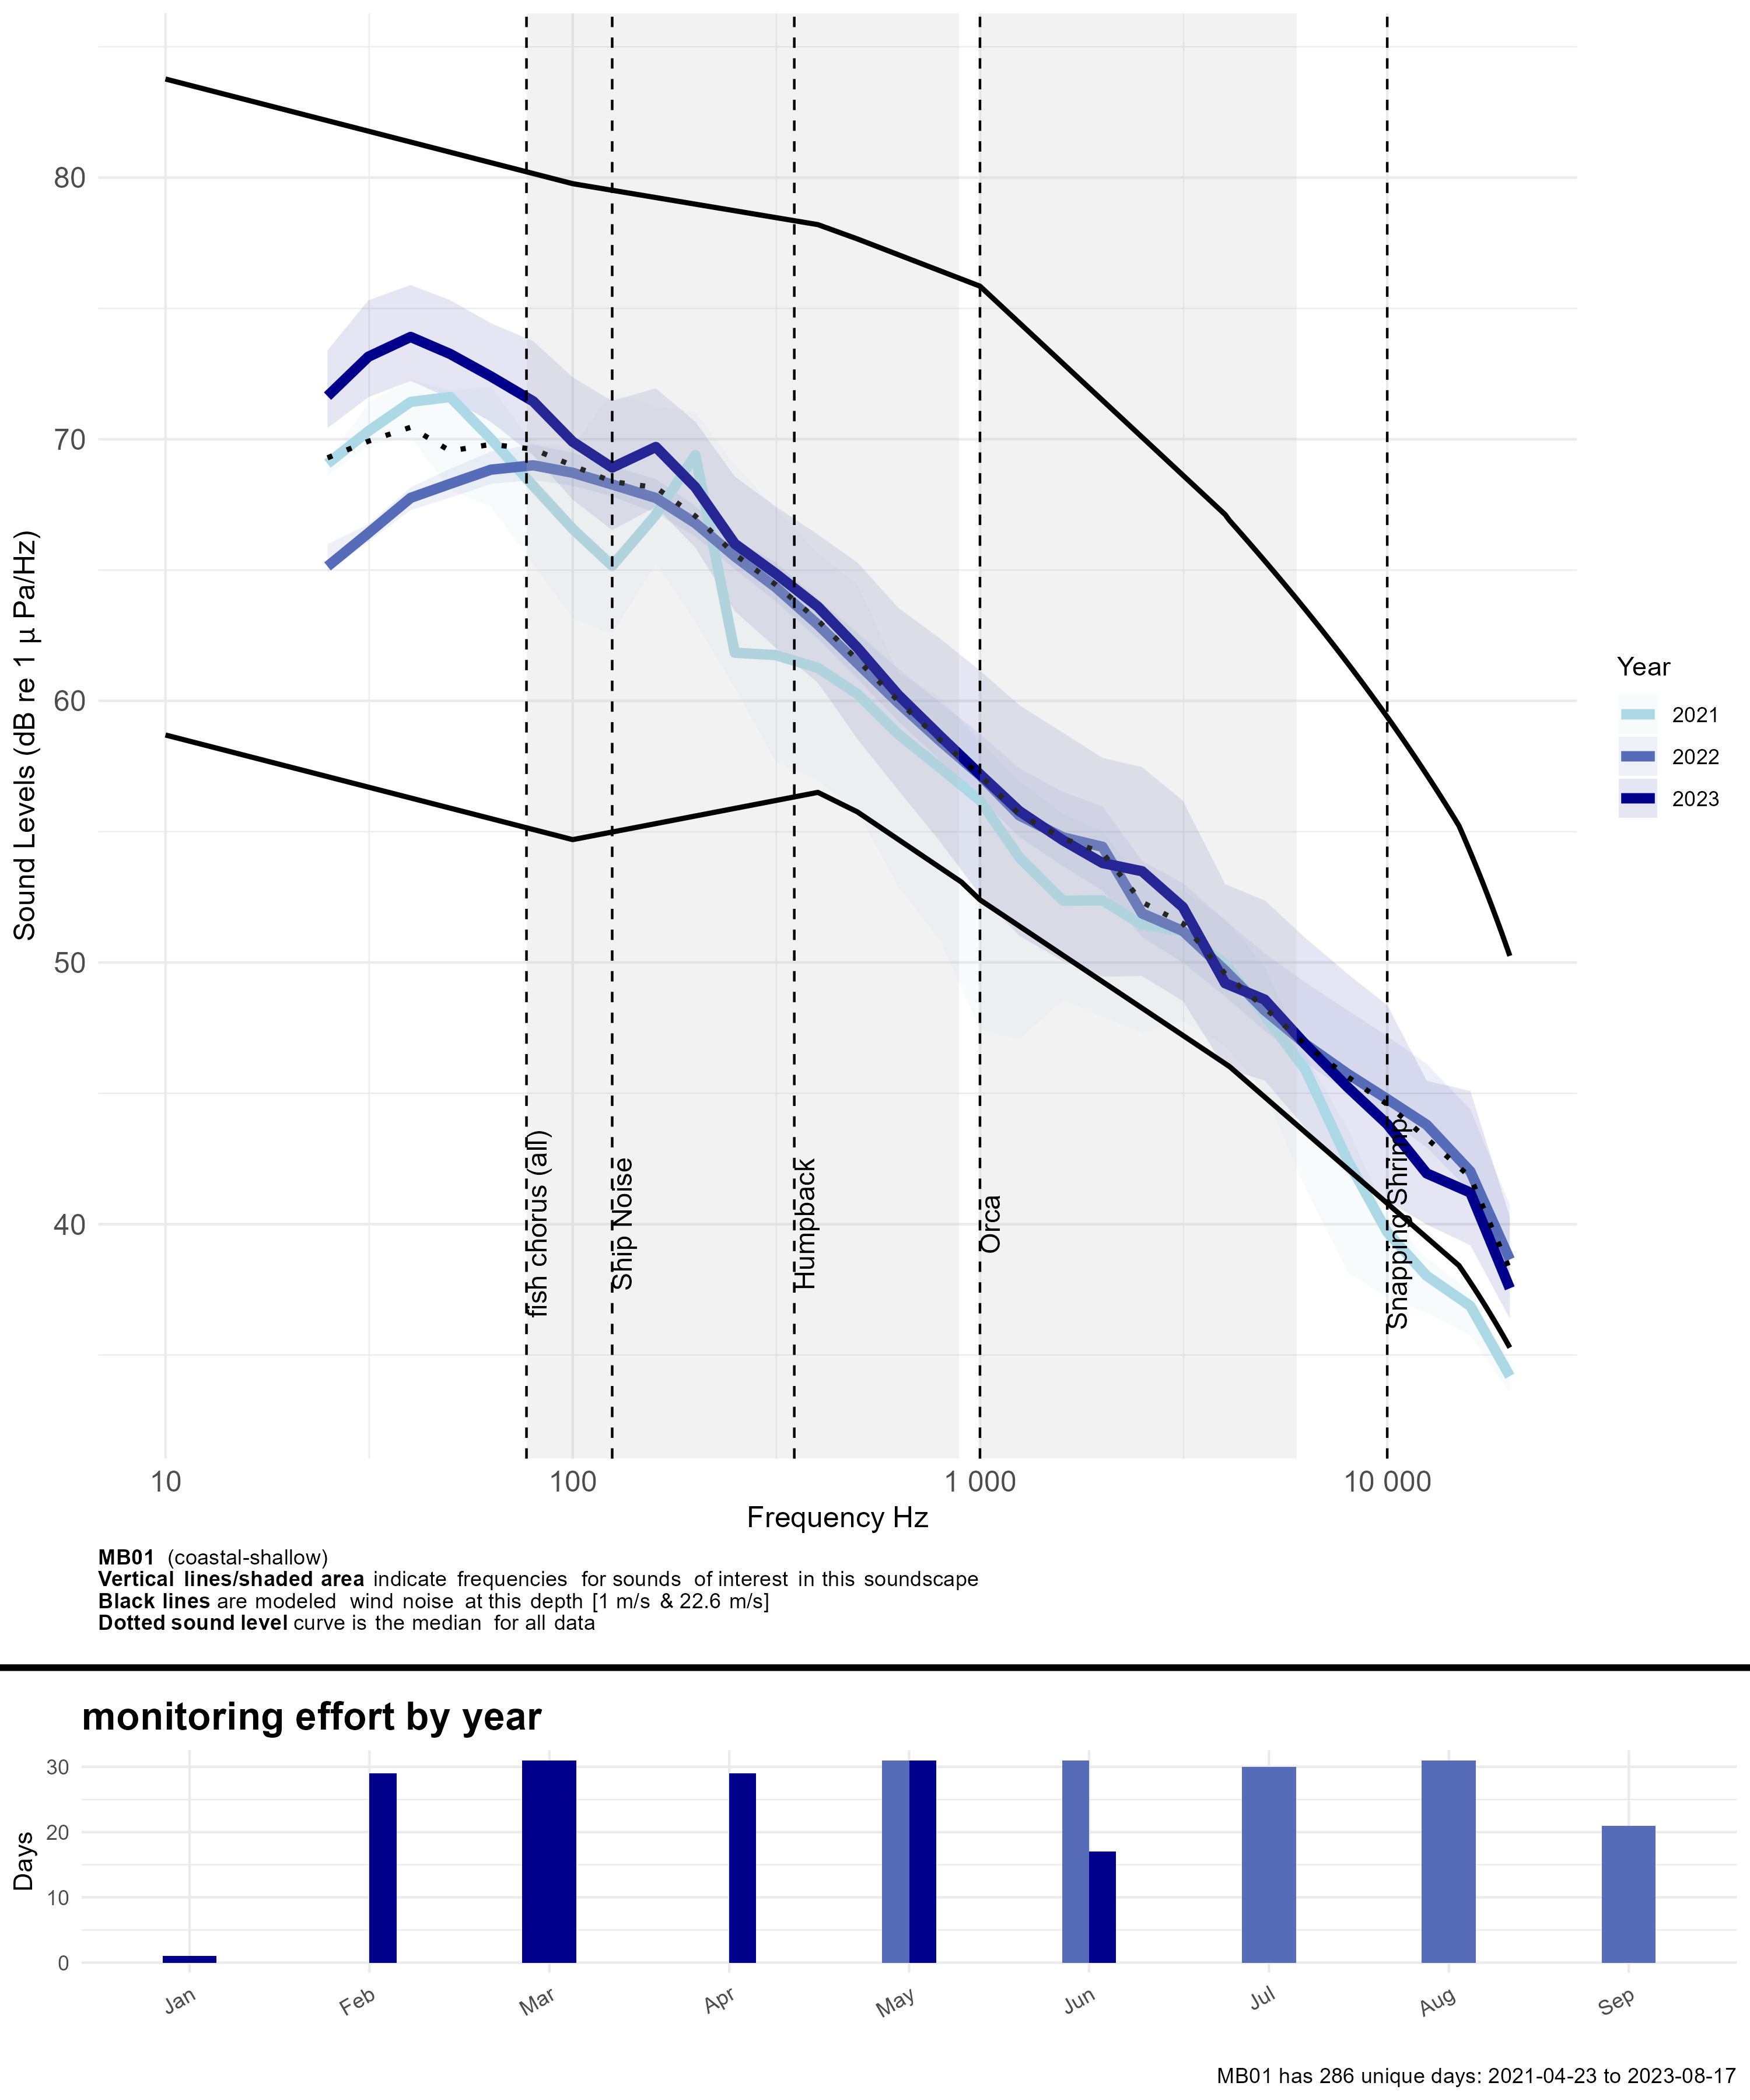 80
70
60
50
40
Sound Levels (dB re 1 µ Pa/Hz)
fish chorus (all)
Ship Noise
Humpback
Orca
Snapping Shrimp
Year
2021
2022
2023
10
100
1 000
10 000
Frequency Hz
MB01 (coastal-shallow)
Vertical lines/shaded area indicate frequencies for sounds of interest in this soundscape
Black lines are modeled wind noise at this depth [1 m/s & 22.6 m/s]
Dotted sound level curve is the median for all data
monitoring effort by year
30
20
10
0
Days
Jan
Feb
Mar
Apr
May
Jun
Jul
Aug
Sep
MB01 has 286 unique days: 2021-04-23 to 2023-08-17